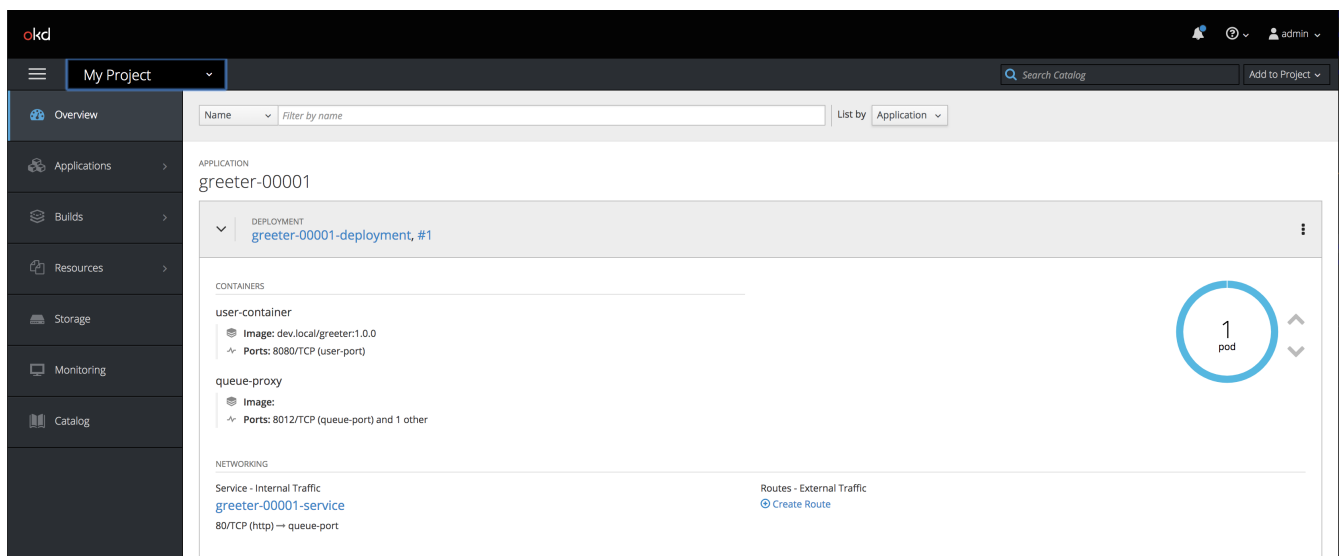 okd
admin
My Project
Search Catalog
Add to Project
Overview
Applications
Builds
Resources
Storage
Monitoring
Catalog
Name
Filter by name
List by
Application
APPLICATION
greeter-00001
DEPLOYMENT
greeter-00001-deployment, #1
CONTAINERS
user-container
Image: dev.local/greeter:1.0.0
Ports: 8080/TCP (user-port)
queue-proxy
Image:
Ports: 8012/TCP (queue-port) and 1 other
1
pod
NETWORKING
Service - Internal Traffic
greeter-00001-service
80/TCP (http) → queue-port
Routes - External Traffic
Create Route